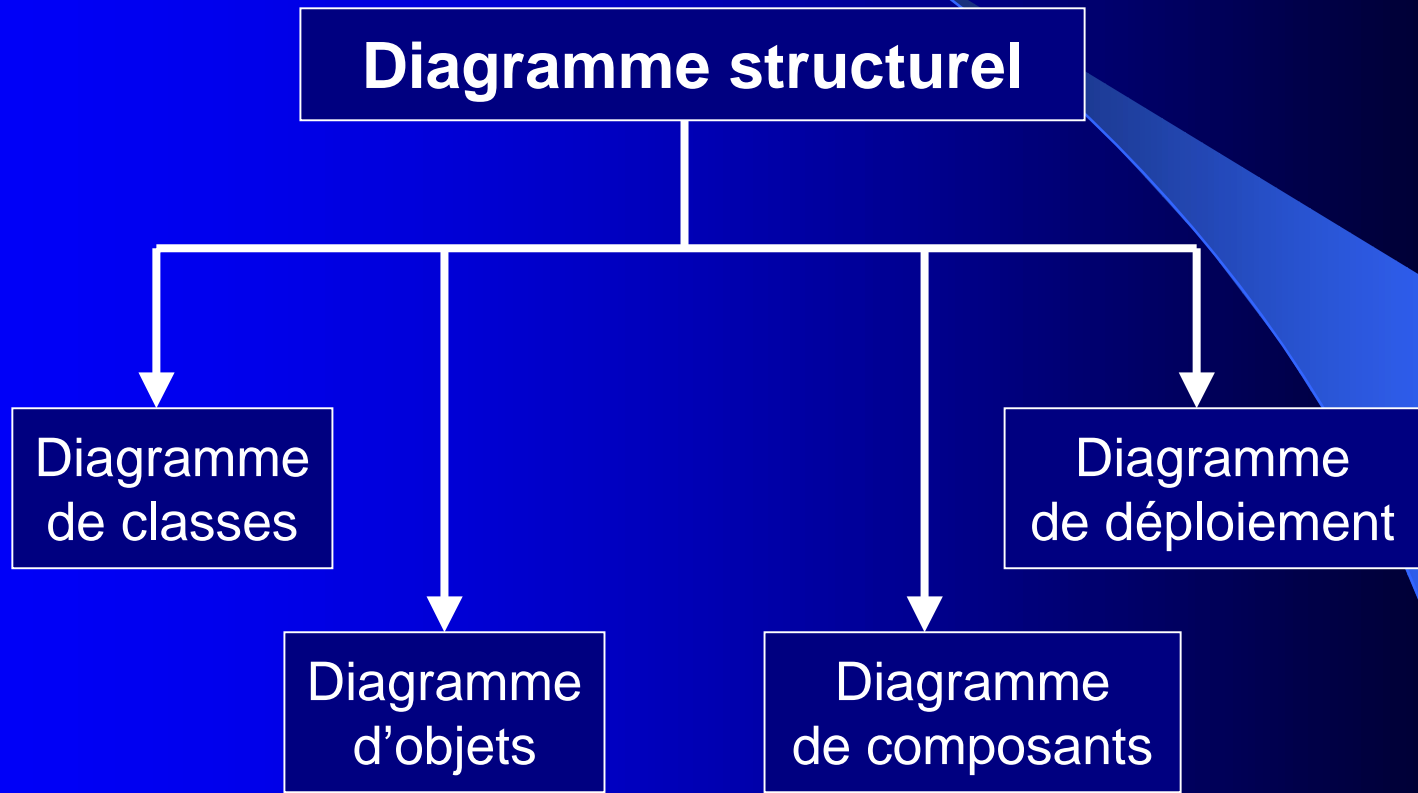 Diagramme structurel
Diagramme
de classes
Diagramme
de déploiement
Diagramme
d’objets
Diagramme
de composants